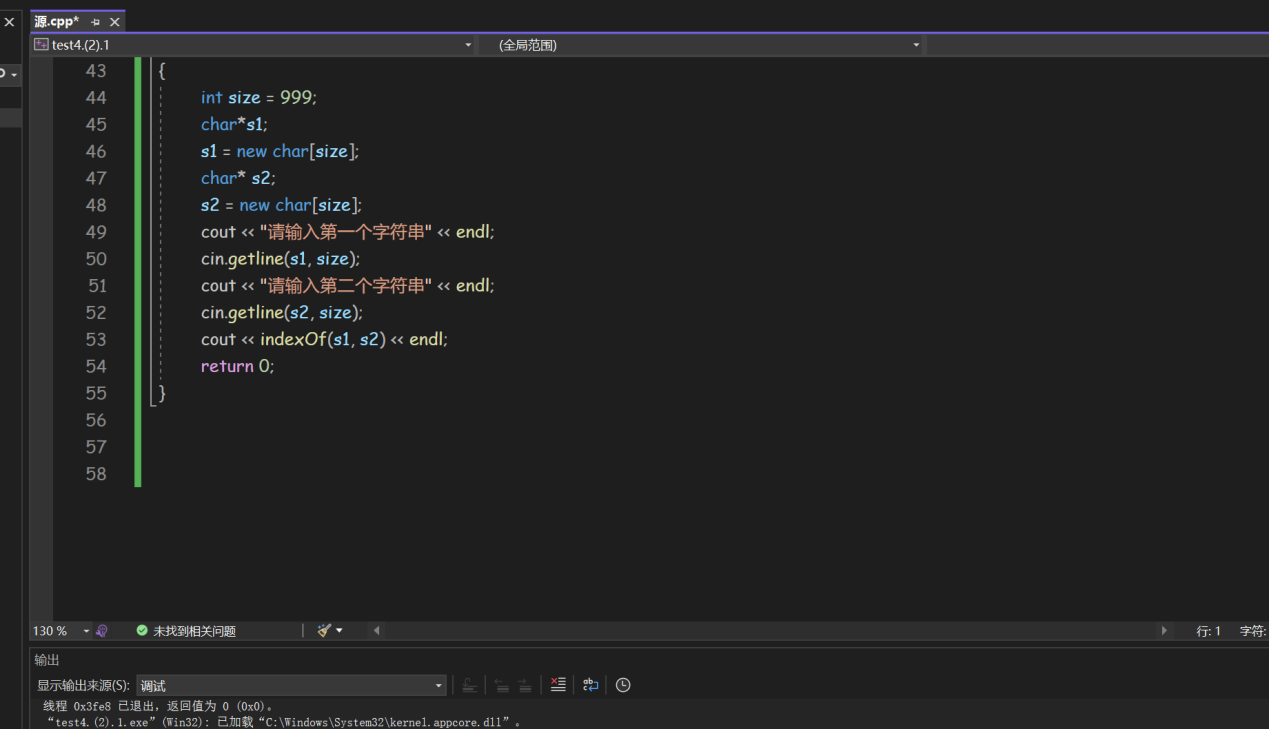 源.cpp*
test4.(2).1 (全局范围)
43 {
44 int size = 999;
45 char*s1;
46 s1 = new char[size];
47 char* s2;
48 s2 = new char[size];
49 cout << "请输入第一个字符串" << endl;
50 cin.getline(s1, size);
51 cout << "请输入第二个字符串" << endl;
52 cin.getline(s2, size);
53 cout << indexOf(s1, s2) << endl;
54 return 0;
55 }
56
57
58
130 % 未找到相关问题 行: 1 字符:
输出
显示输出来源(S): 调试
线程 0x3fe8 已退出，返回值为 0 (0x0)。
“test4.(2).1.exe”(Win32): 已加载“C:\Windows\System32\kernel.appcore.dll”。